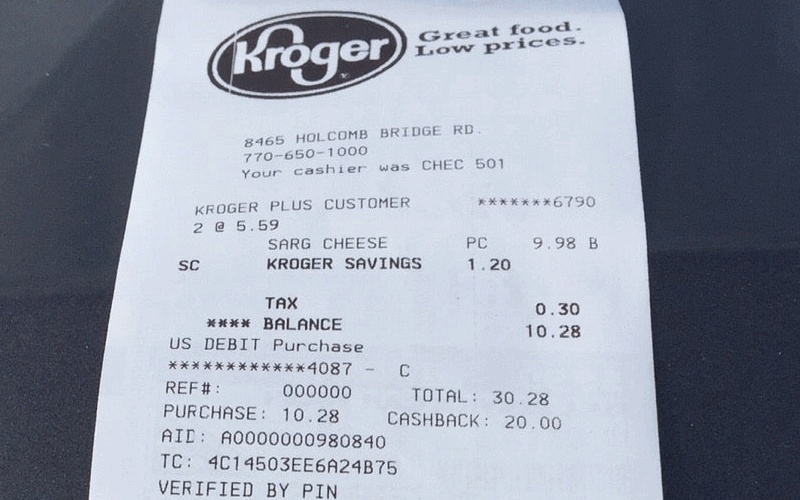 Kroger
Great food.
Low prices.
8465 HOLCOMB BRIDGE RD.
770-650-1000
Your cashier was CHEC 501
KROGER PLUS CUSTOMER *******6790
2 @ 5.59
SARG CHEESE PC 9.98 B
SC KROGER SAVINGS 1.20
TAX 0.30
**** BALANCE 10.28
US DEBIT Purchase
************4087 - C
REF#: 000000 TOTAL: 30.28
PURCHASE: 10.28 CASHBACK: 20.00
AID: A0000000980840
TC: 4C14503EE6A24B75
VERIFIED BY PIN